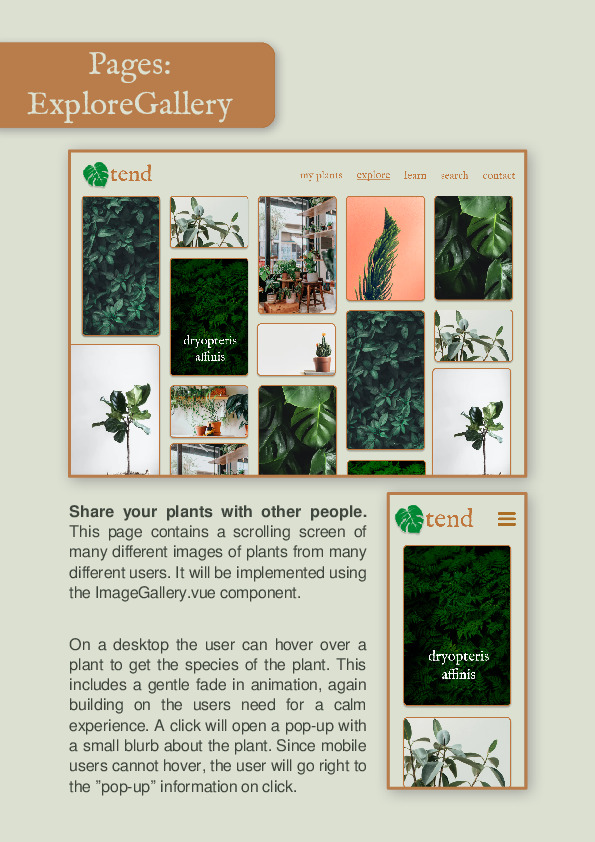 Pages:
ExploreGallery
tend
my plants explore learn search contact
dryopteris
affinis
Share your plants with other people.
This page contains a scrolling screen of
many different images of plants from many
different users. It will be implemented using
the ImageGallery.vue component.
On a desktop the user can hover over a
plant to get the species of the plant. This
includes a gentle fade in animation, again
building on the users need for a calm
experience. A click will open a pop-up with
a small blurb about the plant. Since mobile
users cannot hover, the user will go right to
the ”pop-up” information on click.
tend
dryopteris
affinis